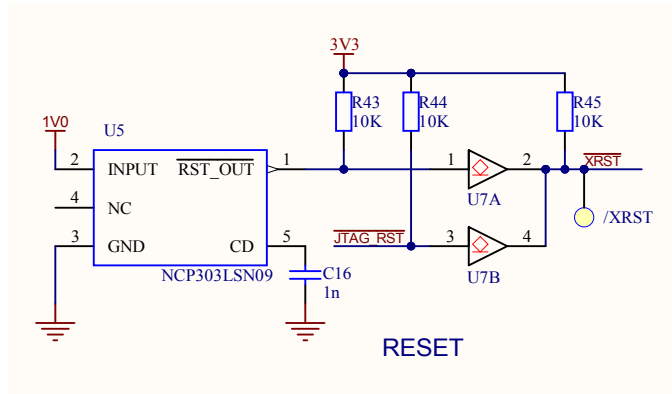 3V3
R43
10K
R44
10K
R45
10K
1V0
U5
2
INPUT
RST_OUT
1
4
NC
3
GND
CD
5
NCP303LSN09
C16
1n
1
2
U7A
XRST
JTAG_RST
3
4
U7B
/XRST
RESET